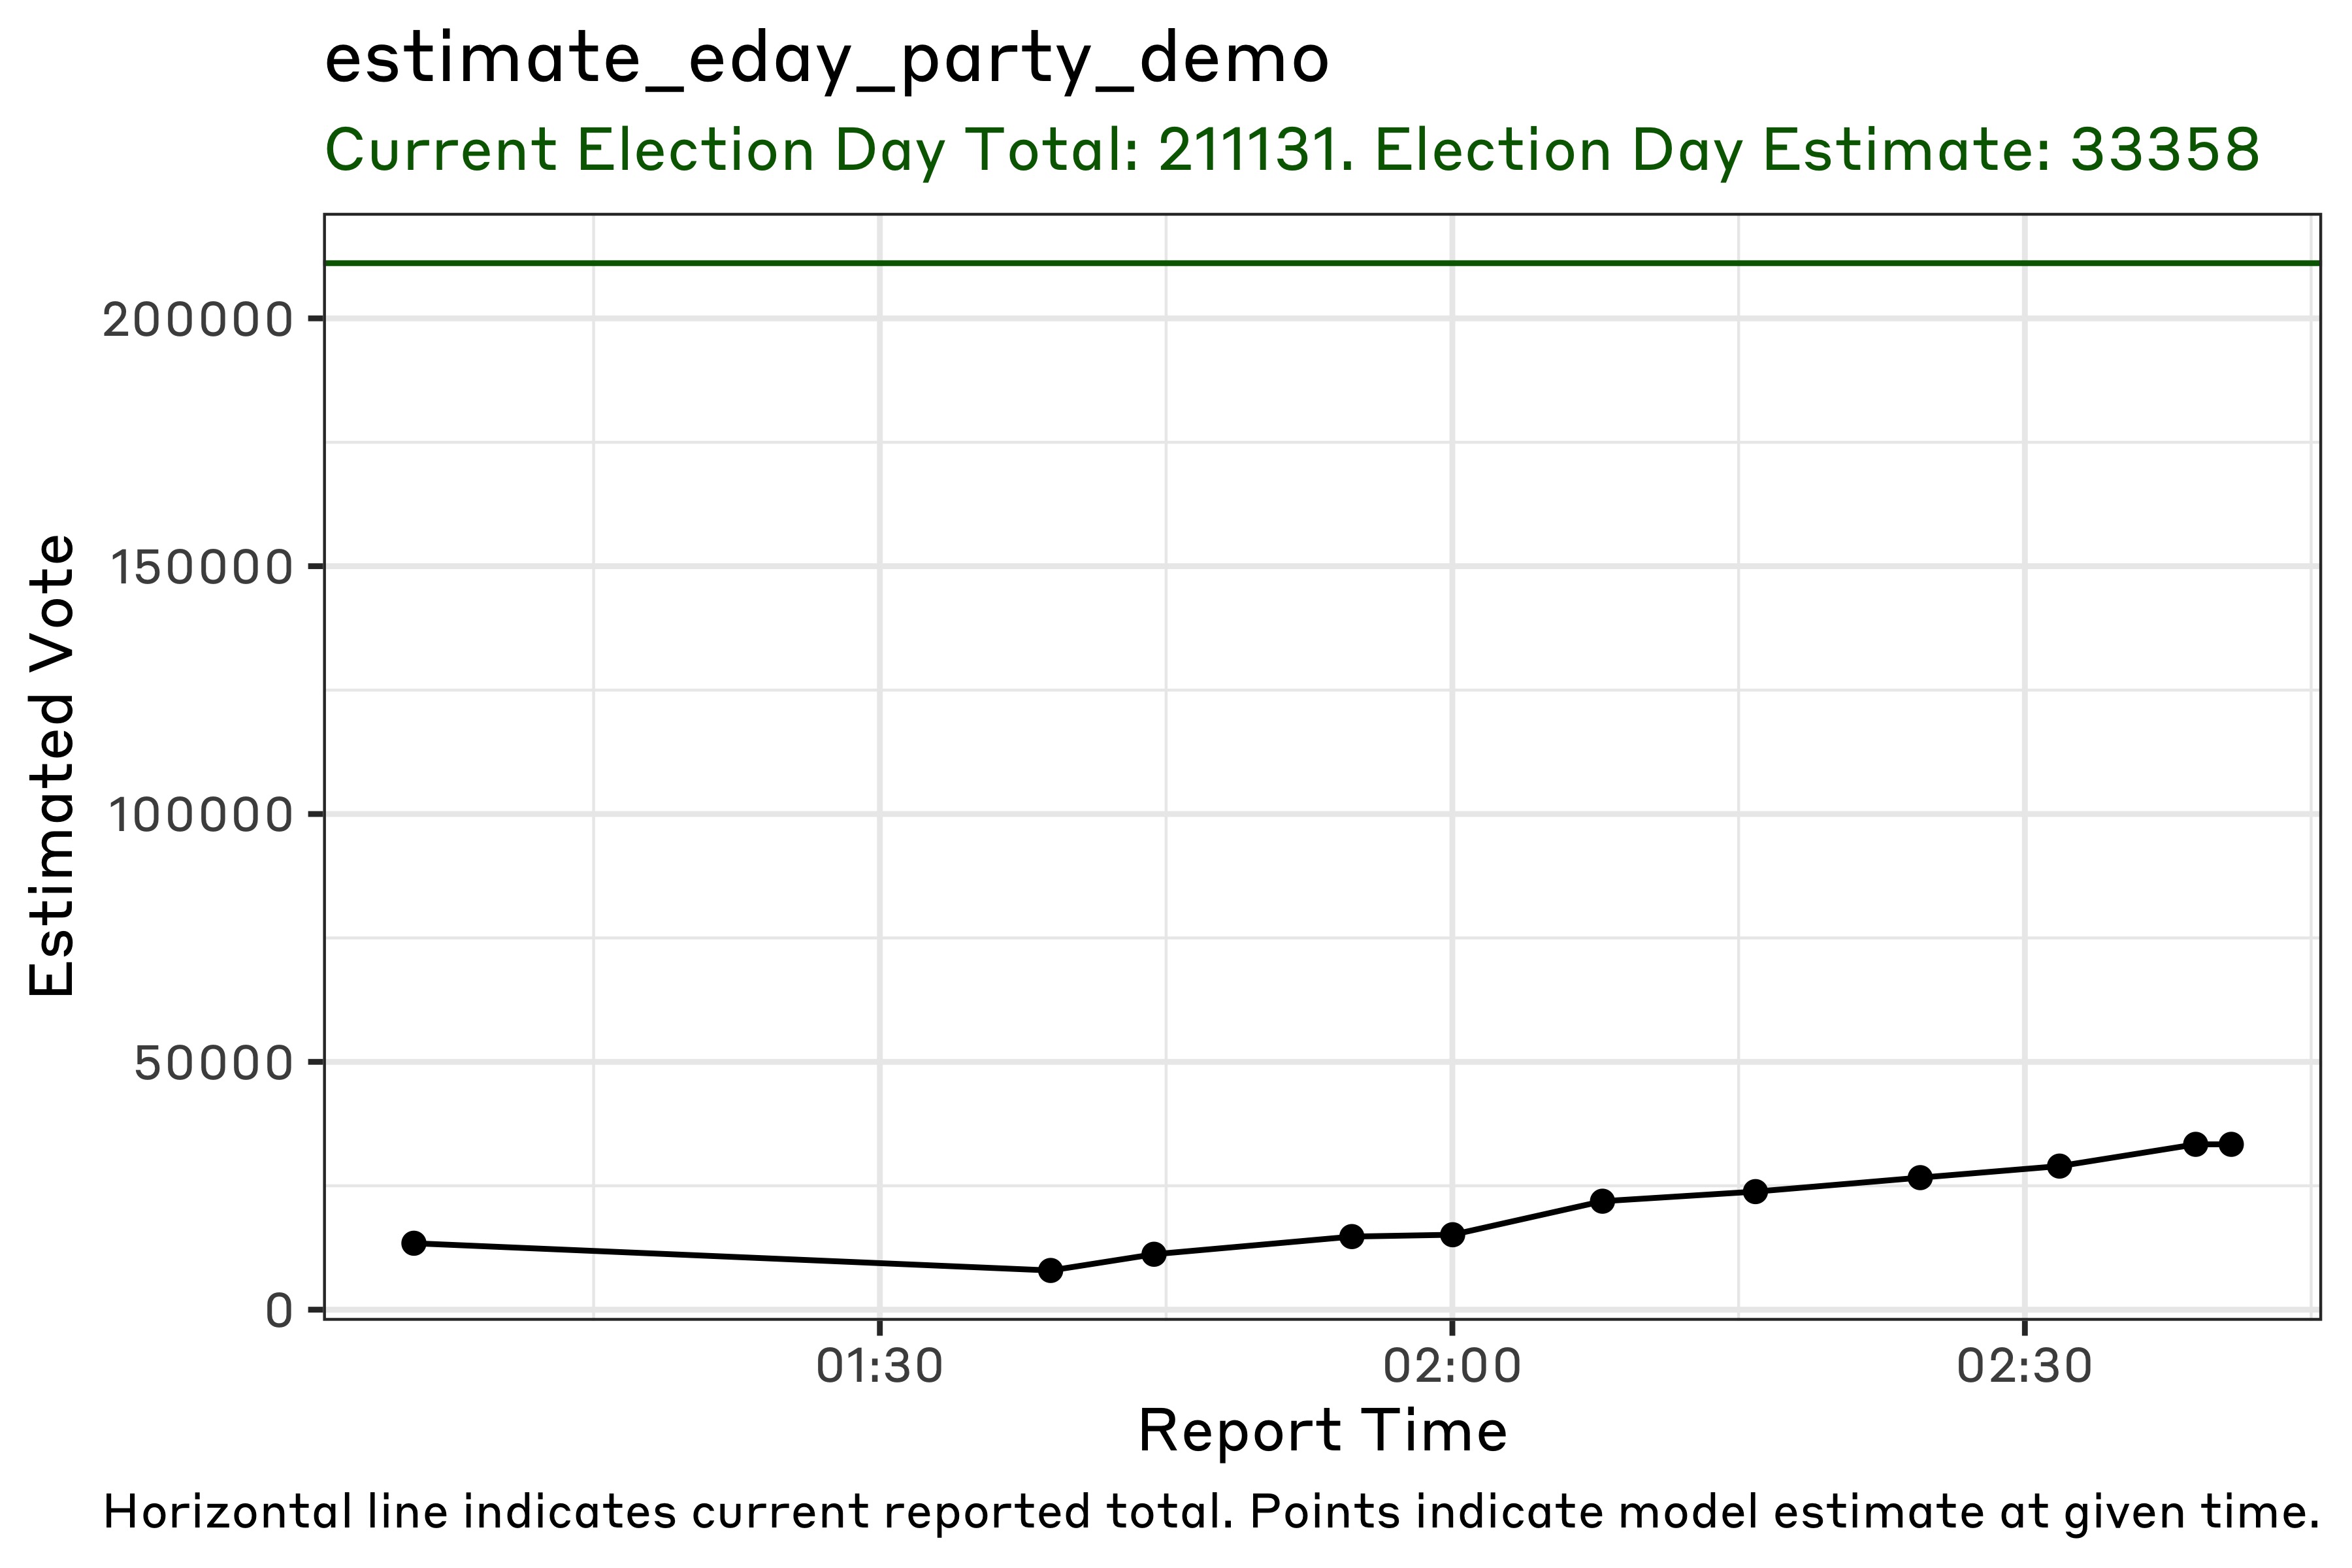 estimate_eday_party_demo
Current Election Day Total: 211131. Election Day Estimate: 33358
Estimated Vote
200000
150000
100000
50000
0
01:30 02:00 02:30
Report Time
Horizontal line indicates current reported total. Points indicate model estimate at given time.